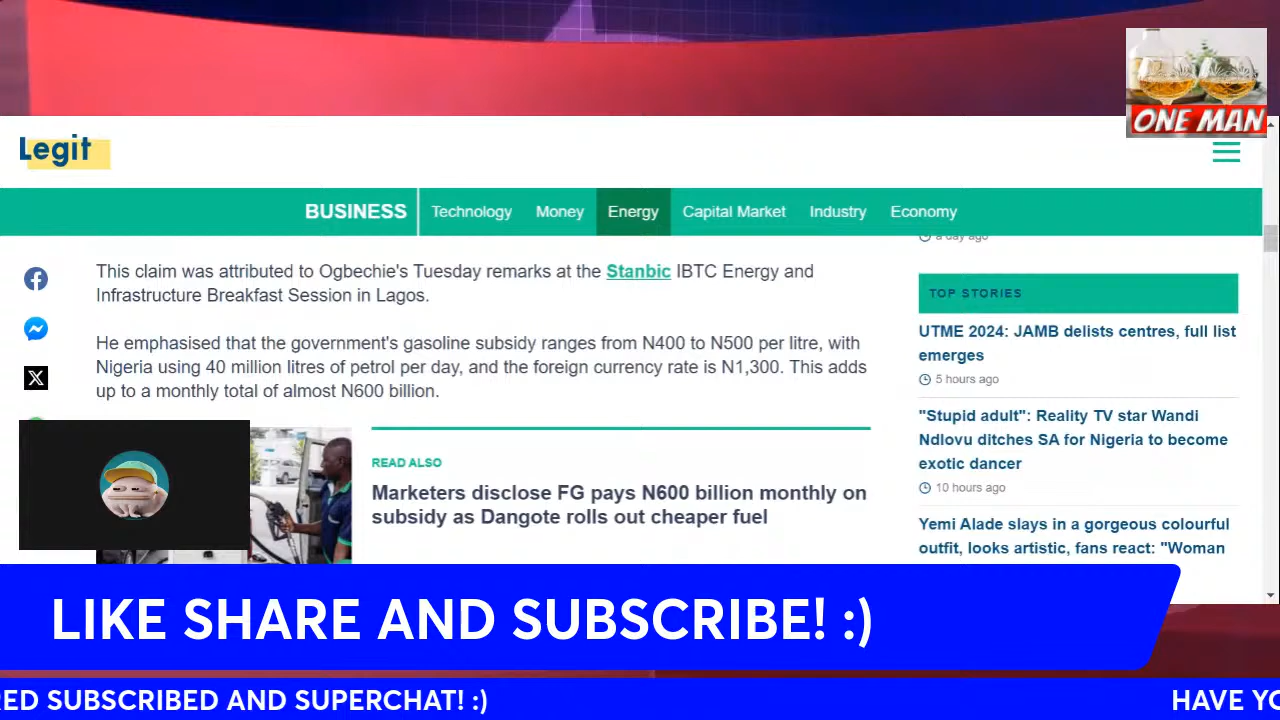 ONE MAN
Legit
BUSINESS Technology Money Energy Capital Market Industry Economy
a day ago
This claim was attributed to Ogbechie's Tuesday remarks at the Stanbic IBTC Energy and
Infrastructure Breakfast Session in Lagos.
He emphasised that the government's gasoline subsidy ranges from N400 to N500 per litre, with
Nigeria using 40 million litres of petrol per day, and the foreign currency rate is N1,300. This adds
up to a monthly total of almost N600 billion.
READ ALSO
Marketers disclose FG pays N600 billion monthly on
subsidy as Dangote rolls out cheaper fuel
TOP STORIES
UTME 2024: JAMB delists centres, full list
emerges
5 hours ago
"Stupid adult": Reality TV star Wandi
Ndlovu ditches SA for Nigeria to become
exotic dancer
10 hours ago
Yemi Alade slays in a gorgeous colourful
outfit, looks artistic, fans react: "Woman
LIKE SHARE AND SUBSCRIBE! :)
RED SUBSCRIBED AND SUPERCHAT! :) HAVE YO